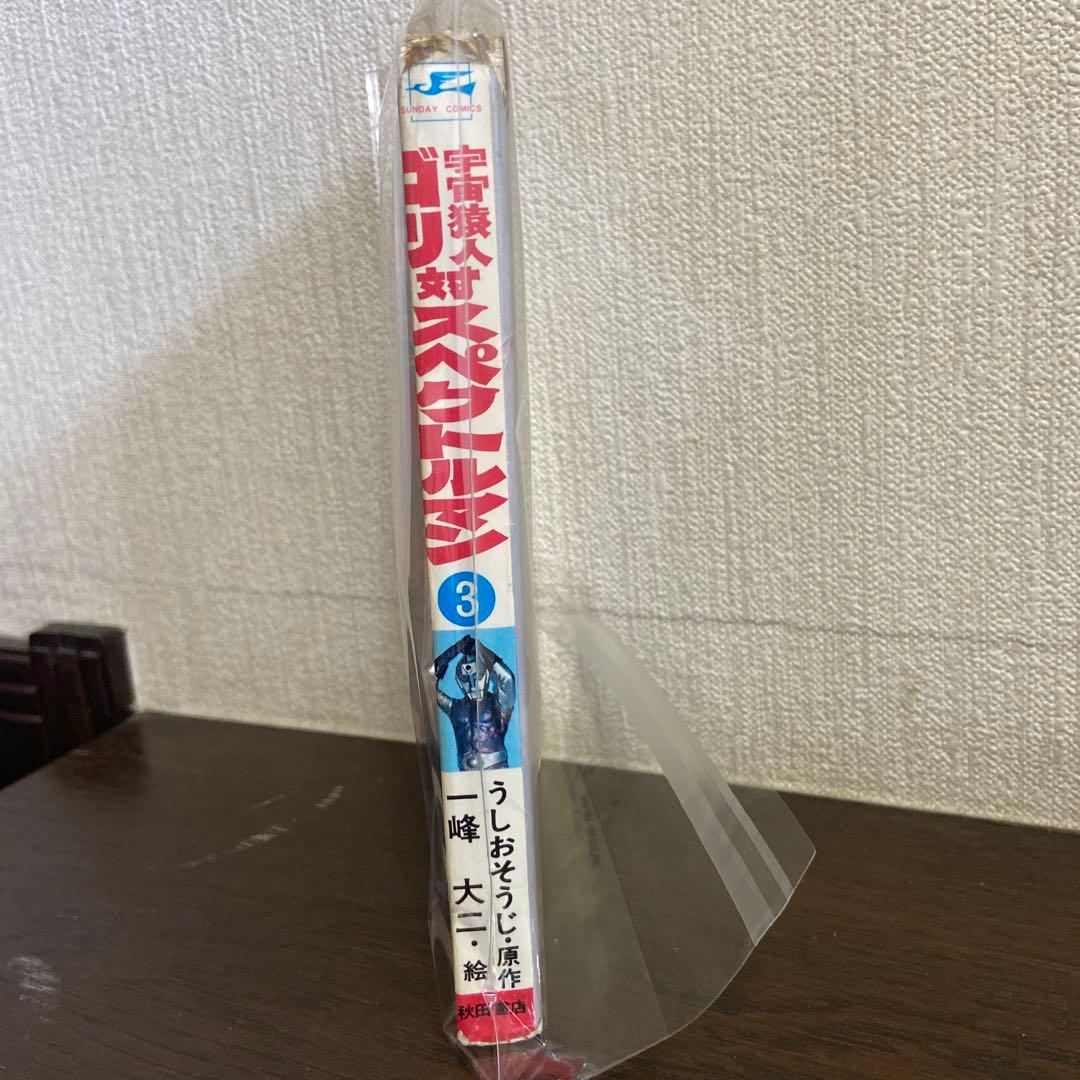 SUNDAY COMICS
宇宙猿人
ゴリ対
スペクトルマン
3
うしおそうじ・原作
一峰 大二・絵
秋田書店